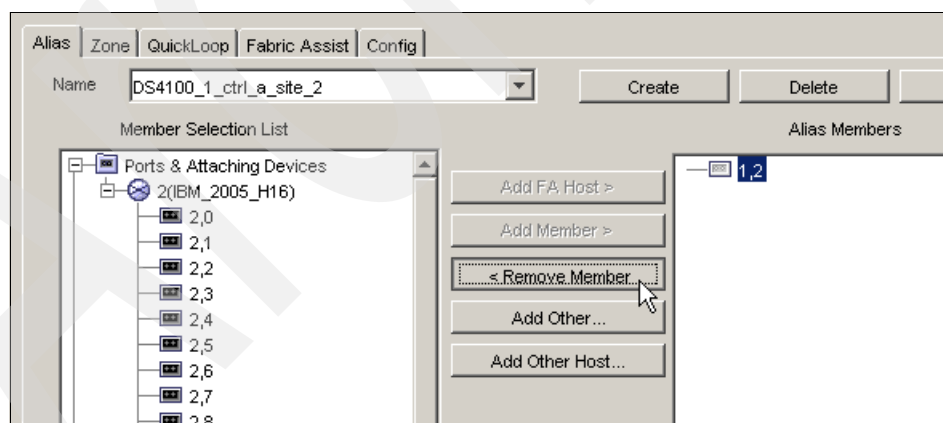 Alias Zone QuickLoop Fabric Assist Config
Name DS4100_1_ctrl_a_site_2 Create Delete
Member Selection List Alias Members
Ports & Attaching Devices
2(IBM_2005_H16)
2,0
2,1
2,2
2,3
2,4
2,5
2,6
2,7
2,8
Add FA Host >
Add Member >
< Remove Member
Add Other...
Add Other Host...
1,2